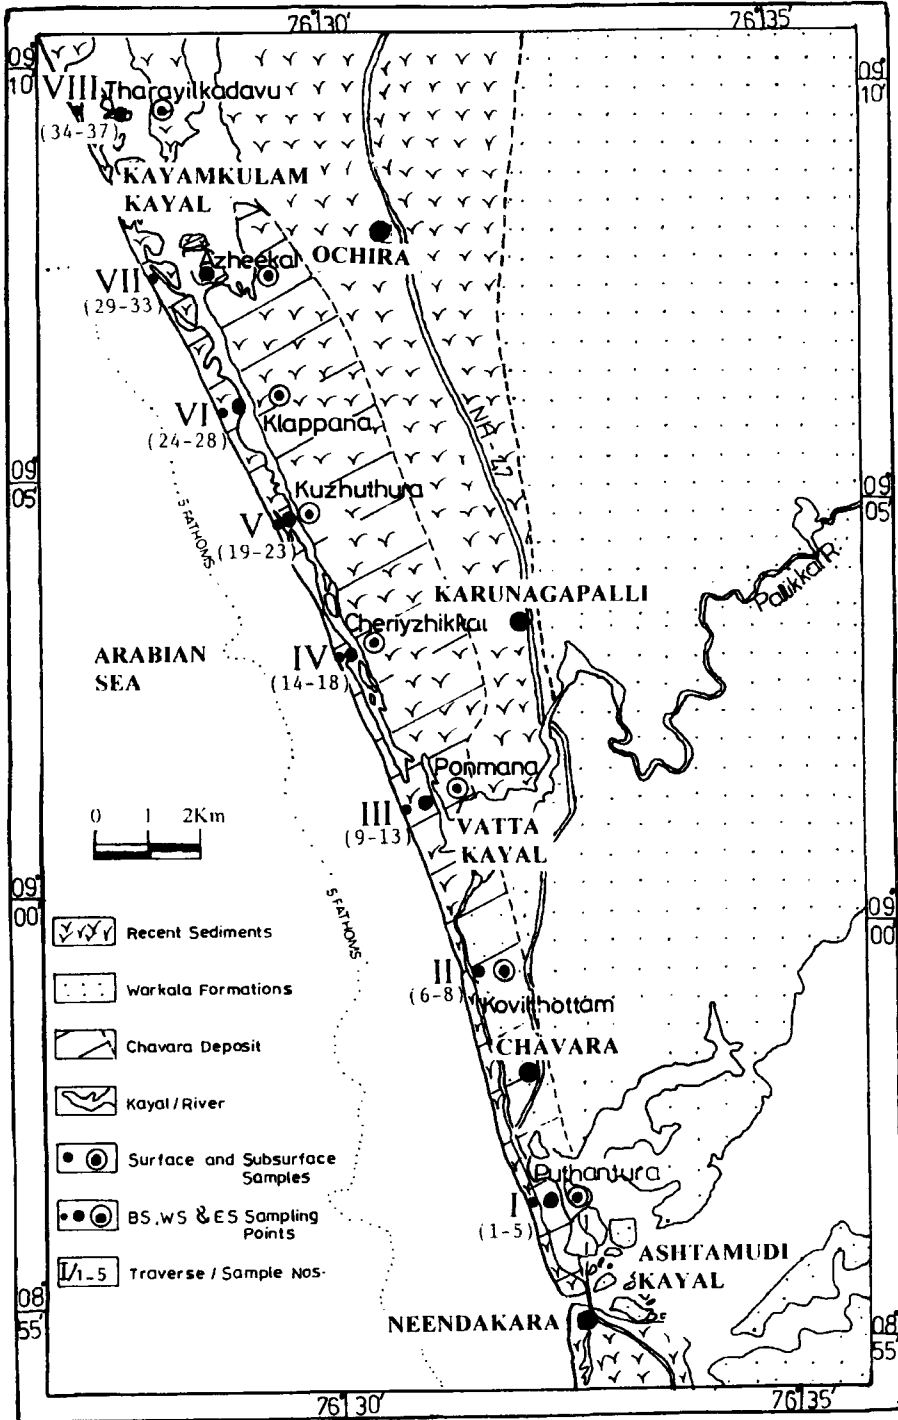 76°30'
76°35'
09°
10'
09°
10'
VIII
Tharayilkadavu
(34-37)
KAYAMKULAM
KAYAL
OCHIRA
Azheekal
VII
(29-33)
VI
(24-28)
Klappana
NH-47
09°
05'
09°
05'
Kuzhuthura
V
(19-23)
5 FATHOMS
Pallikkal R.
KARUNAGAPALLI
Cheriyzhikkal
ARABIAN
SEA
IV
(14-18)
Ponmana
0 1 2Km
III
(9-13)
VATTA
KAYAL
09°
00'
09°
00'
5 FATHOMS
Recent Sediments
II
(6-8)
Warkala Formations
Kovilthottam
CHAVARA
Chavara Deposit
Kayal/River
Surface and Subsurface
Samples
Puthantura
I
(1-5)
BS, WS & ES Sampling
Points
I/1-5
Traverse / Sample Nos-
ASHTAMUDI
KAYAL
NEENDAKARA
08°
55'
08°
55'
76°30'
76°35'